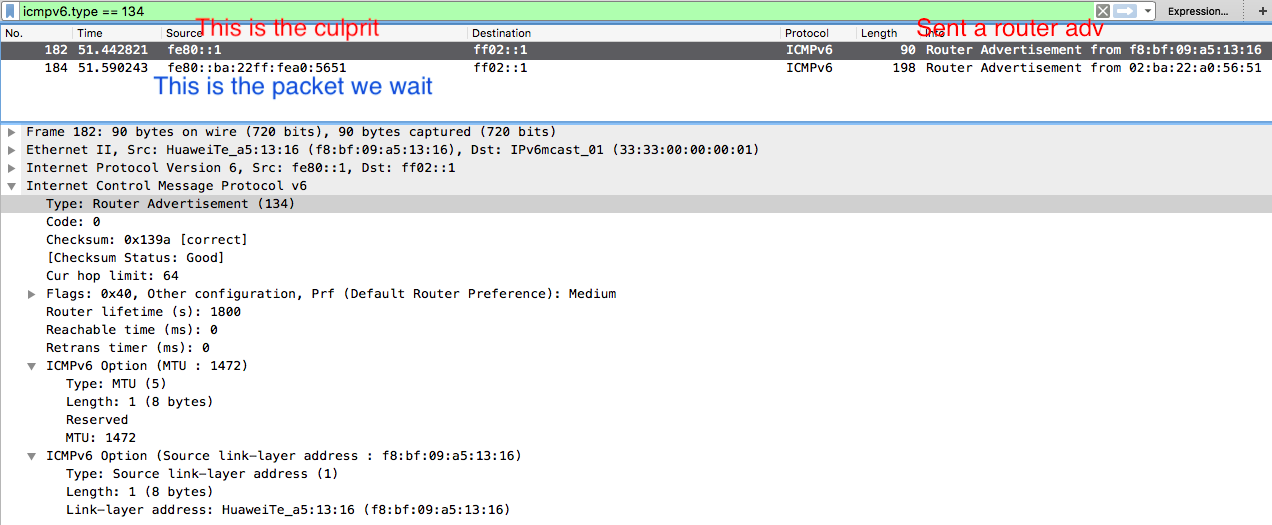 icmpv6.type == 134 Expression... +
This is the culprit Sent a router adv
No. Time Source Destination Protocol Length Info
182 51.442821 fe80::1 ff02::1 ICMPv6 90 Router Advertisement from f8:bf:09:a5:13:16
184 51.590243 fe80::ba:22ff:fea0:5651 ff02::1 ICMPv6 198 Router Advertisement from 02:ba:22:a0:56:51
This is the packet we wait
Frame 182: 90 bytes on wire (720 bits), 90 bytes captured (720 bits)
Ethernet II, Src: HuaweiTe_a5:13:16 (f8:bf:09:a5:13:16), Dst: IPv6mcast_01 (33:33:00:00:00:01)
Internet Protocol Version 6, Src: fe80::1, Dst: ff02::1
Internet Control Message Protocol v6
Type: Router Advertisement (134)
Code: 0
Checksum: 0x139a [correct]
[Checksum Status: Good]
Cur hop limit: 64
Flags: 0x40, Other configuration, Prf (Default Router Preference): Medium
Router lifetime (s): 1800
Reachable time (ms): 0
Retrans timer (ms): 0
ICMPv6 Option (MTU : 1472)
Type: MTU (5)
Length: 1 (8 bytes)
Reserved
MTU: 1472
ICMPv6 Option (Source link-layer address : f8:bf:09:a5:13:16)
Type: Source link-layer address (1)
Length: 1 (8 bytes)
Link-layer address: HuaweiTe_a5:13:16 (f8:bf:09:a5:13:16)